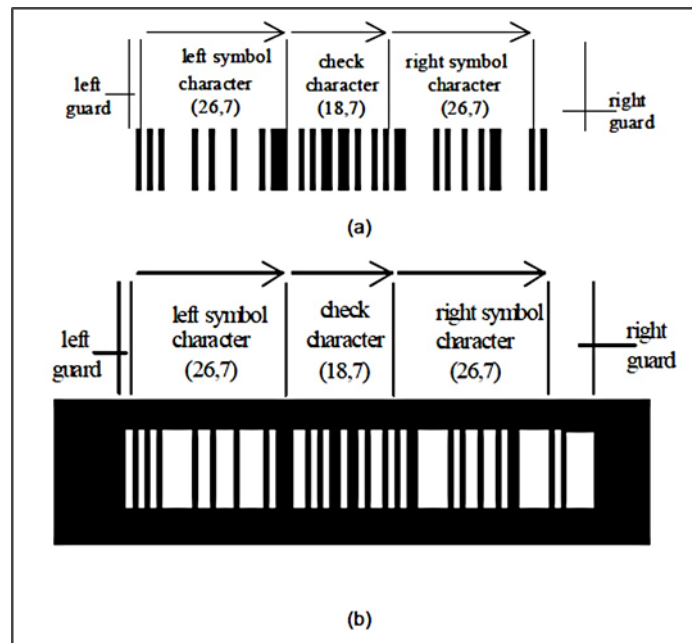 left symbol
character
(26,7)
check
character
(18,7)
right symbol
character
(26,7)
left
guard
right
guard
(a)
left symbol
character
(26,7)
check
character
(18,7)
right symbol
character
(26,7)
left
guard
right
guard
(b)